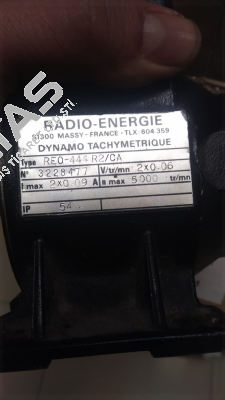 RADIO-ENERGIE
91300 MASSY - FRANCE - TLX: 604 359
DYNAMO TACHYMETRIQUE
Type REO-444 R2/CA
N° 3228477 V/tr/mn 2x0.06
I max 2x0.09 A n max 5000 tr/mn
IP 54